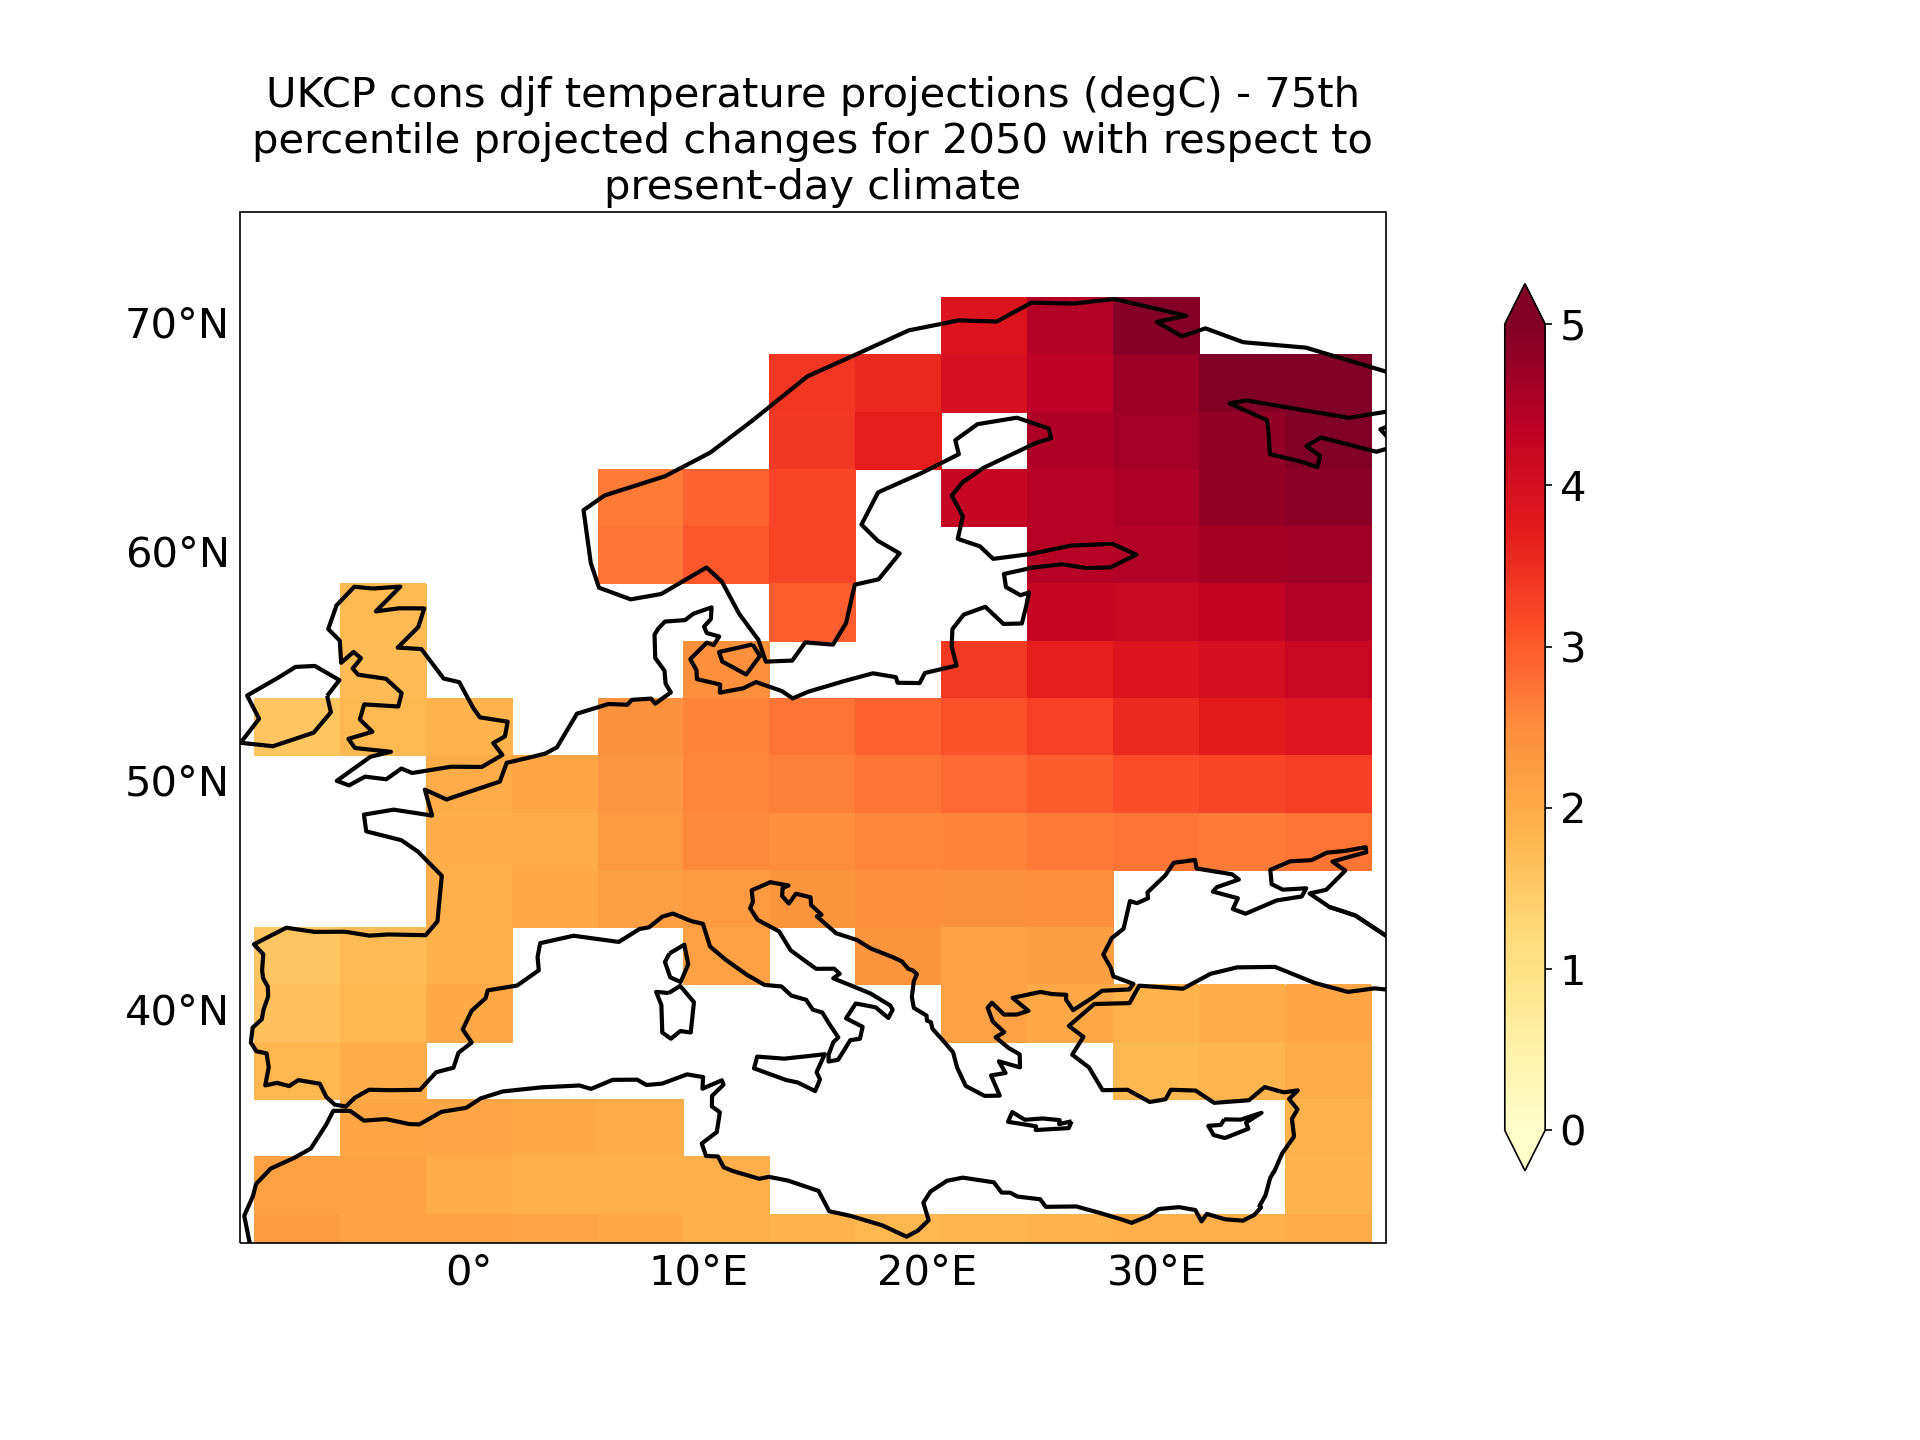 UKCP cons djf temperature projections (degC) - 75th
percentile projected changes for 2050 with respect to
present-day climate
70°N
60°N
50°N
40°N
0°
10°E
20°E
30°E
5
4
3
2
1
0